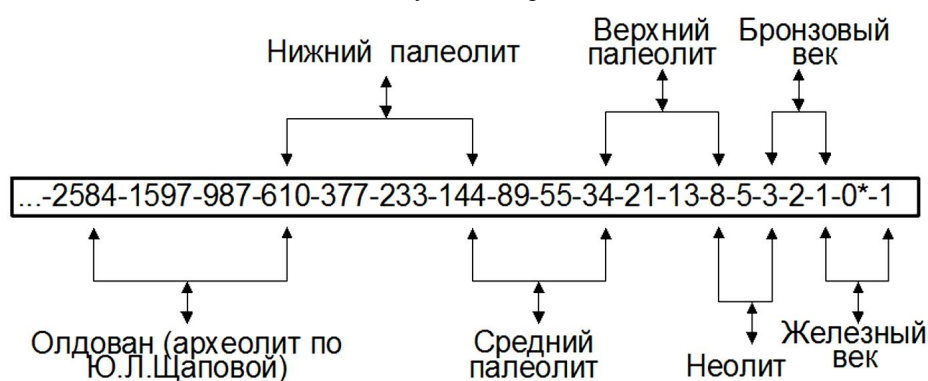 Нижний палеолит
Верхний
палеолит
Бронзовый
век
...-2584-1597-987-610-377-233-144-89-55-34-21-13-8-5-3-2-1-0*-1
Олдован (археолит по
Ю.Л.Щаповой)
Средний
палеолит
Неолит
Железный
век